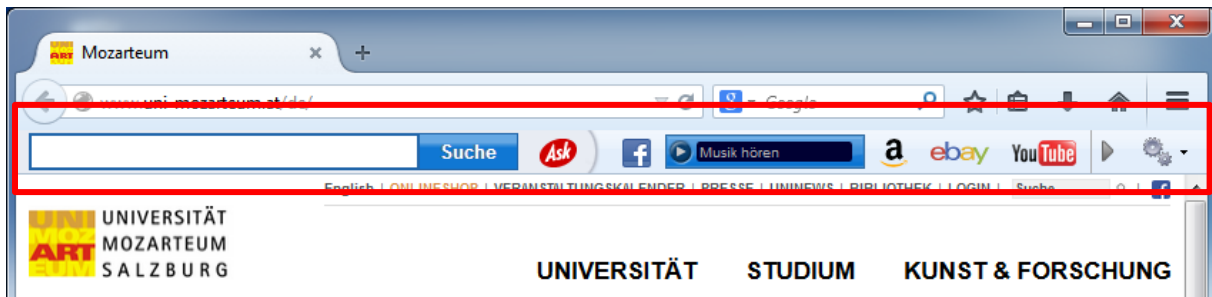 Mozarteum
www.uni-mozarteum.at/de/
Google
Suche Ask Musik hören a ebay YouTube
English | ONLINESHOP | VERANSTALTUNGSKALENDER | PRESSE | UNINEWS | BIBLIOTHEK | LOGIN | Suche
UNI MOZ ART EUM
UNIVERSITÄT
MOZARTEUM
SALZBURG
UNIVERSITÄT STUDIUM KUNST & FORSCHUNG